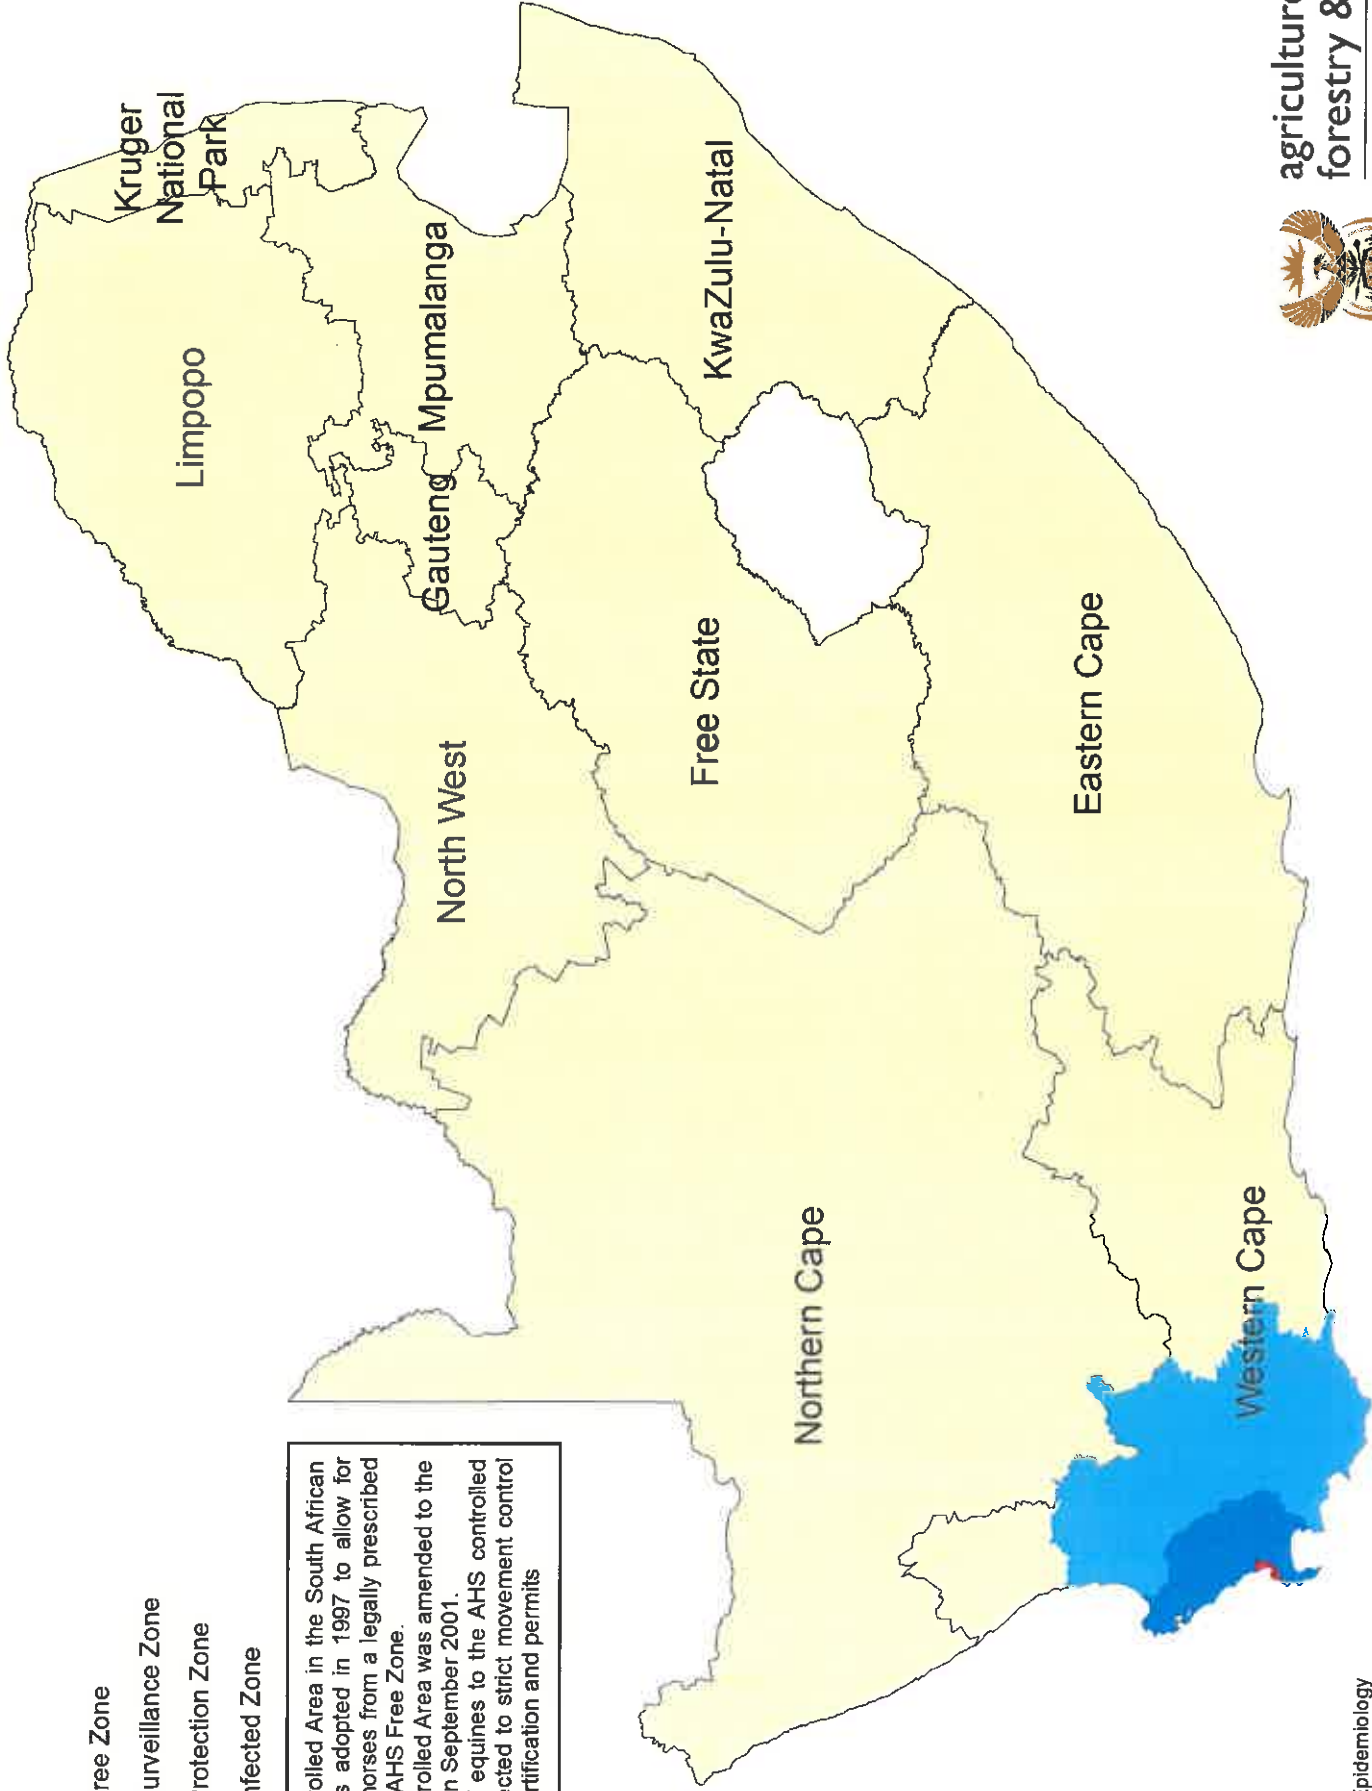 ree Zone
urveillance Zone
rotection Zone
nfected Zone
olled Area in the South African
s adopted in 1997 to allow for
horses from a legally prescribed
AHS Free Zone.
rolled Area was amended to the
n September 2001.
equines to the AHS controlled
cted to strict movement control
rtification and permits
Kruger
National
Park
Limpopo
Mpumalanga
Gauteng
North West
KwaZulu-Natal
Free State
Eastern Cape
Northern Cape
Western Cape
agriculture
forestry &
pidemiology